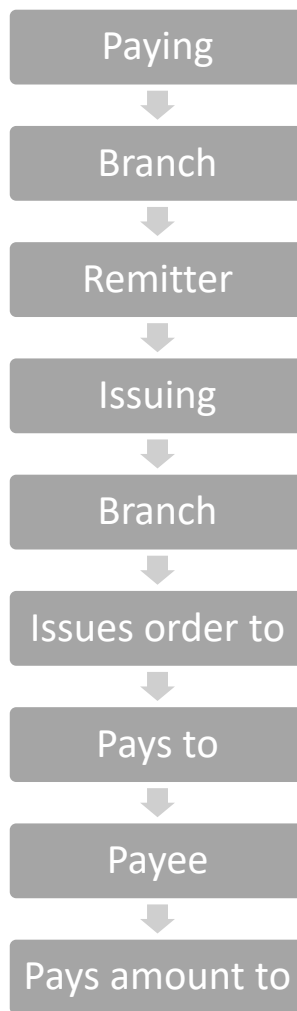 Paying
Branch
Remitter
Issuing
Branch
Issues order to
Pays to
Payee
Pays amount to